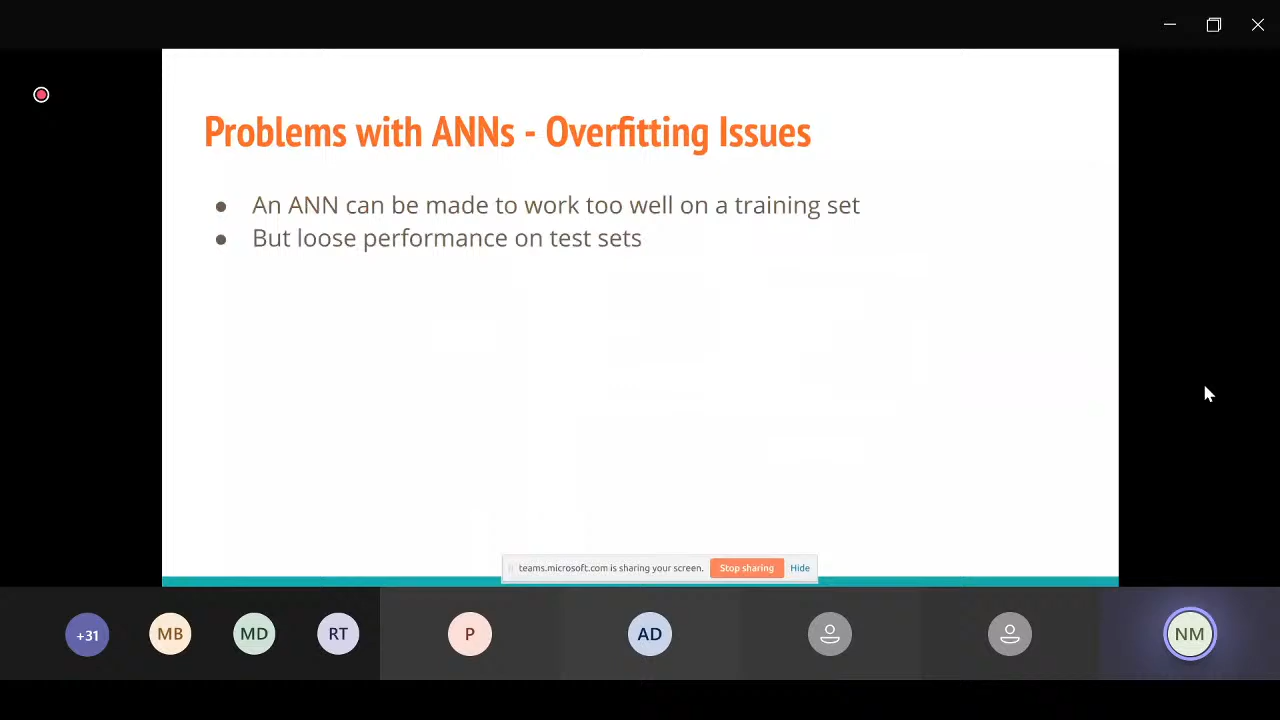 Problems with ANNs - Overfitting Issues
● An ANN can be made to work too well on a training set
● But loose performance on test sets
teams.microsoft.com is sharing your screen. Stop sharing Hide
+31 MB MD RT P AD NM